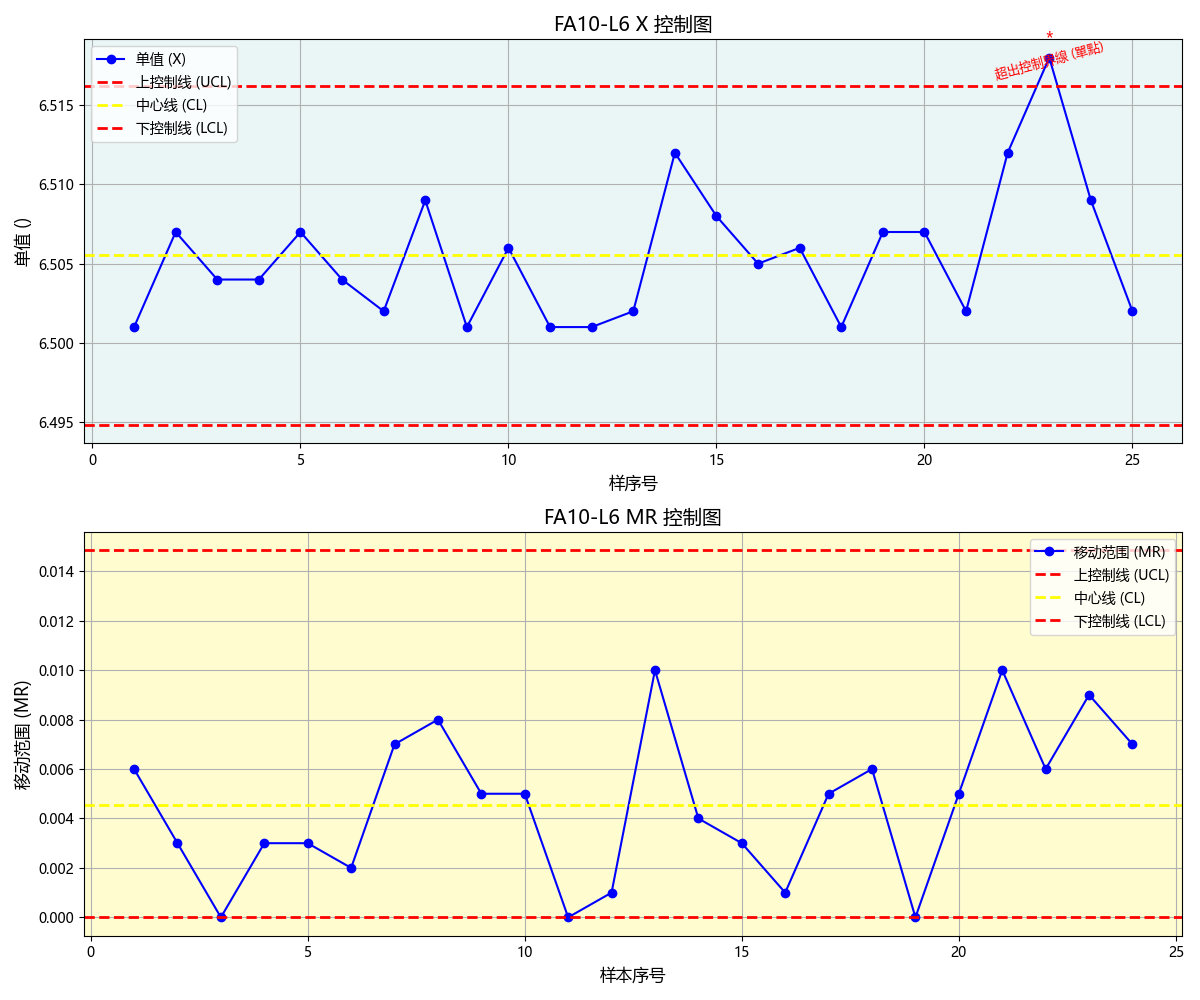 FA10-L6 X 控制图
*
超出控制界線 (單點)
单值 (X)
上控制线 (UCL)
中心线 (CL)
下控制线 (LCL)
单值 ()
6.515
6.510
6.505
6.500
6.495
0 5 10 15 20 25
样序号
FA10-L6 MR 控制图
移动范围 (MR)
上控制线 (UCL)
中心线 (CL)
下控制线 (LCL)
移动范围 (MR)
0.014
0.012
0.010
0.008
0.006
0.004
0.002
0.000
0 5 10 15 20 25
样本序号